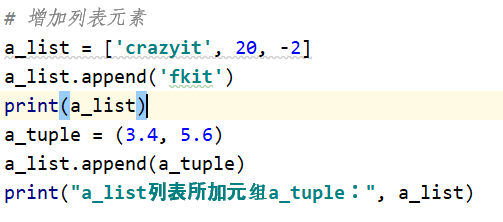 # 增加列表元素
a_list = ['crazyit', 20, -2]
a_list.append('fkit')
print(a_list)
a_tuple = (3.4, 5.6)
a_list.append(a_tuple)
print("a_list列表所加元组a_tuple：", a_list)